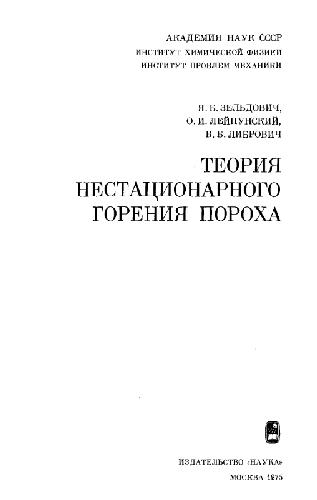 АКАДЕМИЯ НАУК СССР
ИНСТИТУТ ХИМИЧЕСКОЙ ФИЗИКИ
ИНСТИТУТ ПРОБЛЕМ МЕХАНИКИ
Я. Б. ЗЕЛЬДОВИЧ,
О. И. ЛЕЙПУНСКИЙ,
В. Б. ЛИБРОВИЧ
ТЕОРИЯ
НЕСТАЦИОНАРНОГО
ГОРЕНИЯ ПОРОХА
ИЗДАТЕЛЬСТВО «НАУКА»
МОСКВА 1975